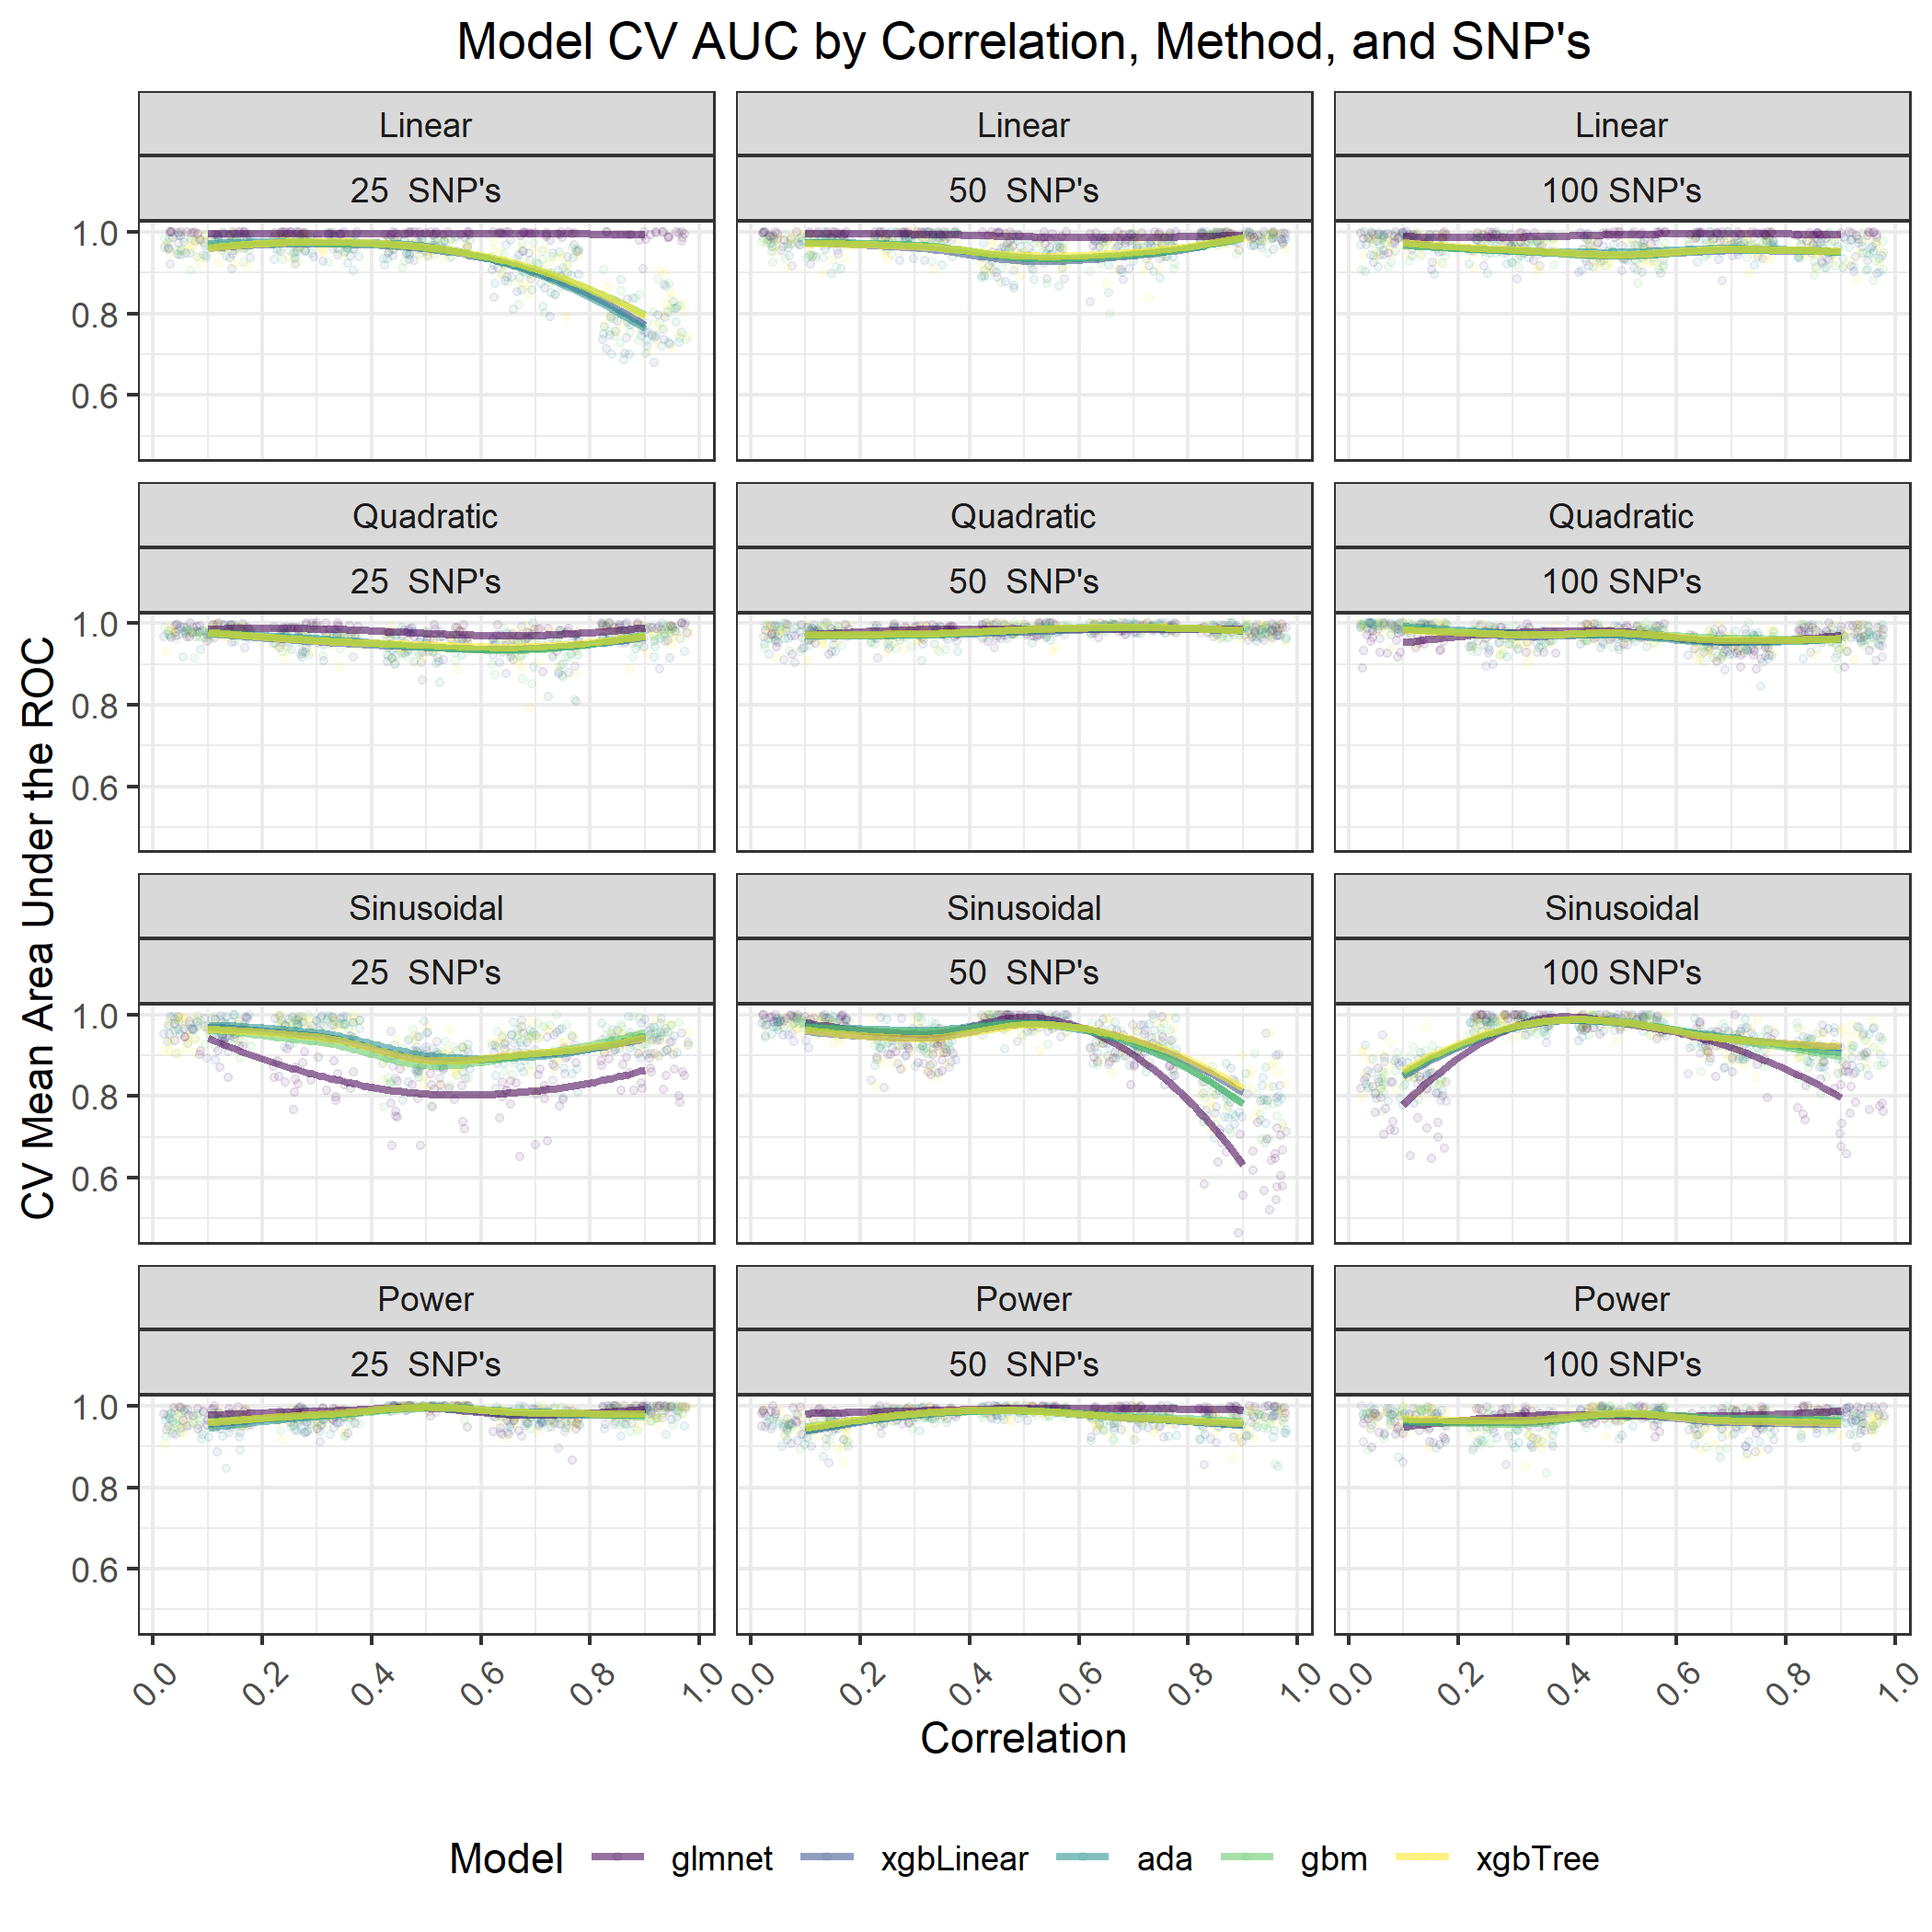 Model CV AUC by Correlation, Method, and SNP's
Linear
25  SNP's
Linear
50  SNP's
Linear
100 SNP's
1.0
0.8
0.6
Quadratic
25  SNP's
Quadratic
50  SNP's
Quadratic
100 SNP's
1.0
0.8
0.6
CV Mean Area Under the ROC
Sinusoidal
25  SNP's
Sinusoidal
50  SNP's
Sinusoidal
100 SNP's
1.0
0.8
0.6
Power
25  SNP's
Power
50  SNP's
Power
100 SNP's
1.0
0.8
0.6
0.0 0.2 0.4 0.6 0.8 1.0 0.0 0.2 0.4 0.6 0.8 1.0 0.0 0.2 0.4 0.6 0.8 1.0
Correlation
Model glmnet xgbLinear ada gbm xgbTree